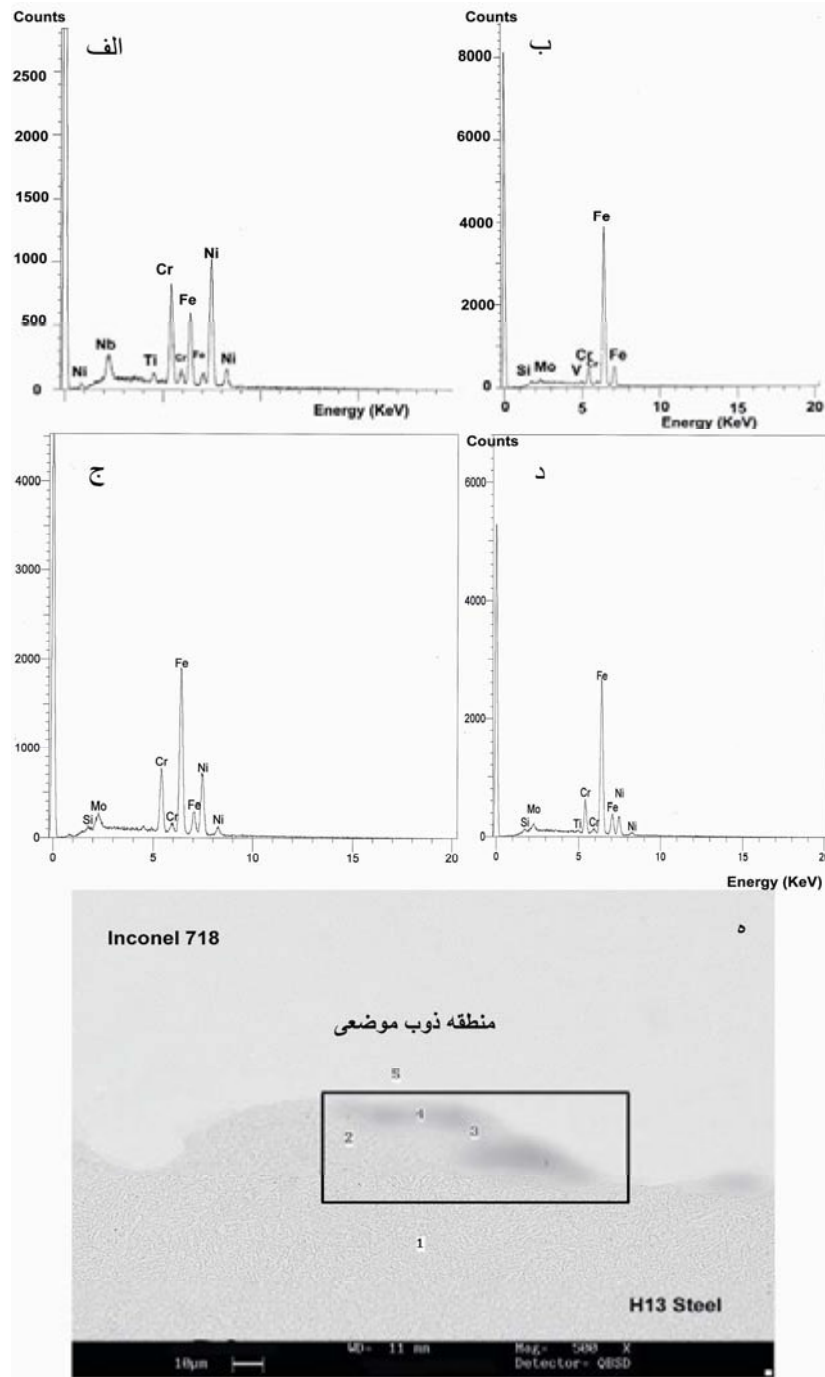 Counts
الف
2500
2000
1500
1000
500
0
Ni
Nb
Ti
Cr
Cr
Fe
Fe
Ni
Ni
Energy (KeV)
ب
8000
6000
4000
2000
0
Si
Mo
V
Cr
Cr
Fe
Fe
0
5
10
15
20
Energy (KeV)
ج
4000
3000
2000
1000
0
Si
Mo
Cr
Cr
Fe
Fe
Ni
Ni
5
10
15
20
Counts
د
6000
4000
2000
0
Si
Mo
Ti
Cr
Cr
Fe
Fe
Ni
Ni
0
5
10
15
20
Energy (KeV)
Inconel 718
ه
منطقه ذوب موضعی
5
4
2
3
1
H13 Steel
10µm
WD= 11 mm
Mag= 500 X
Detector= QBSD